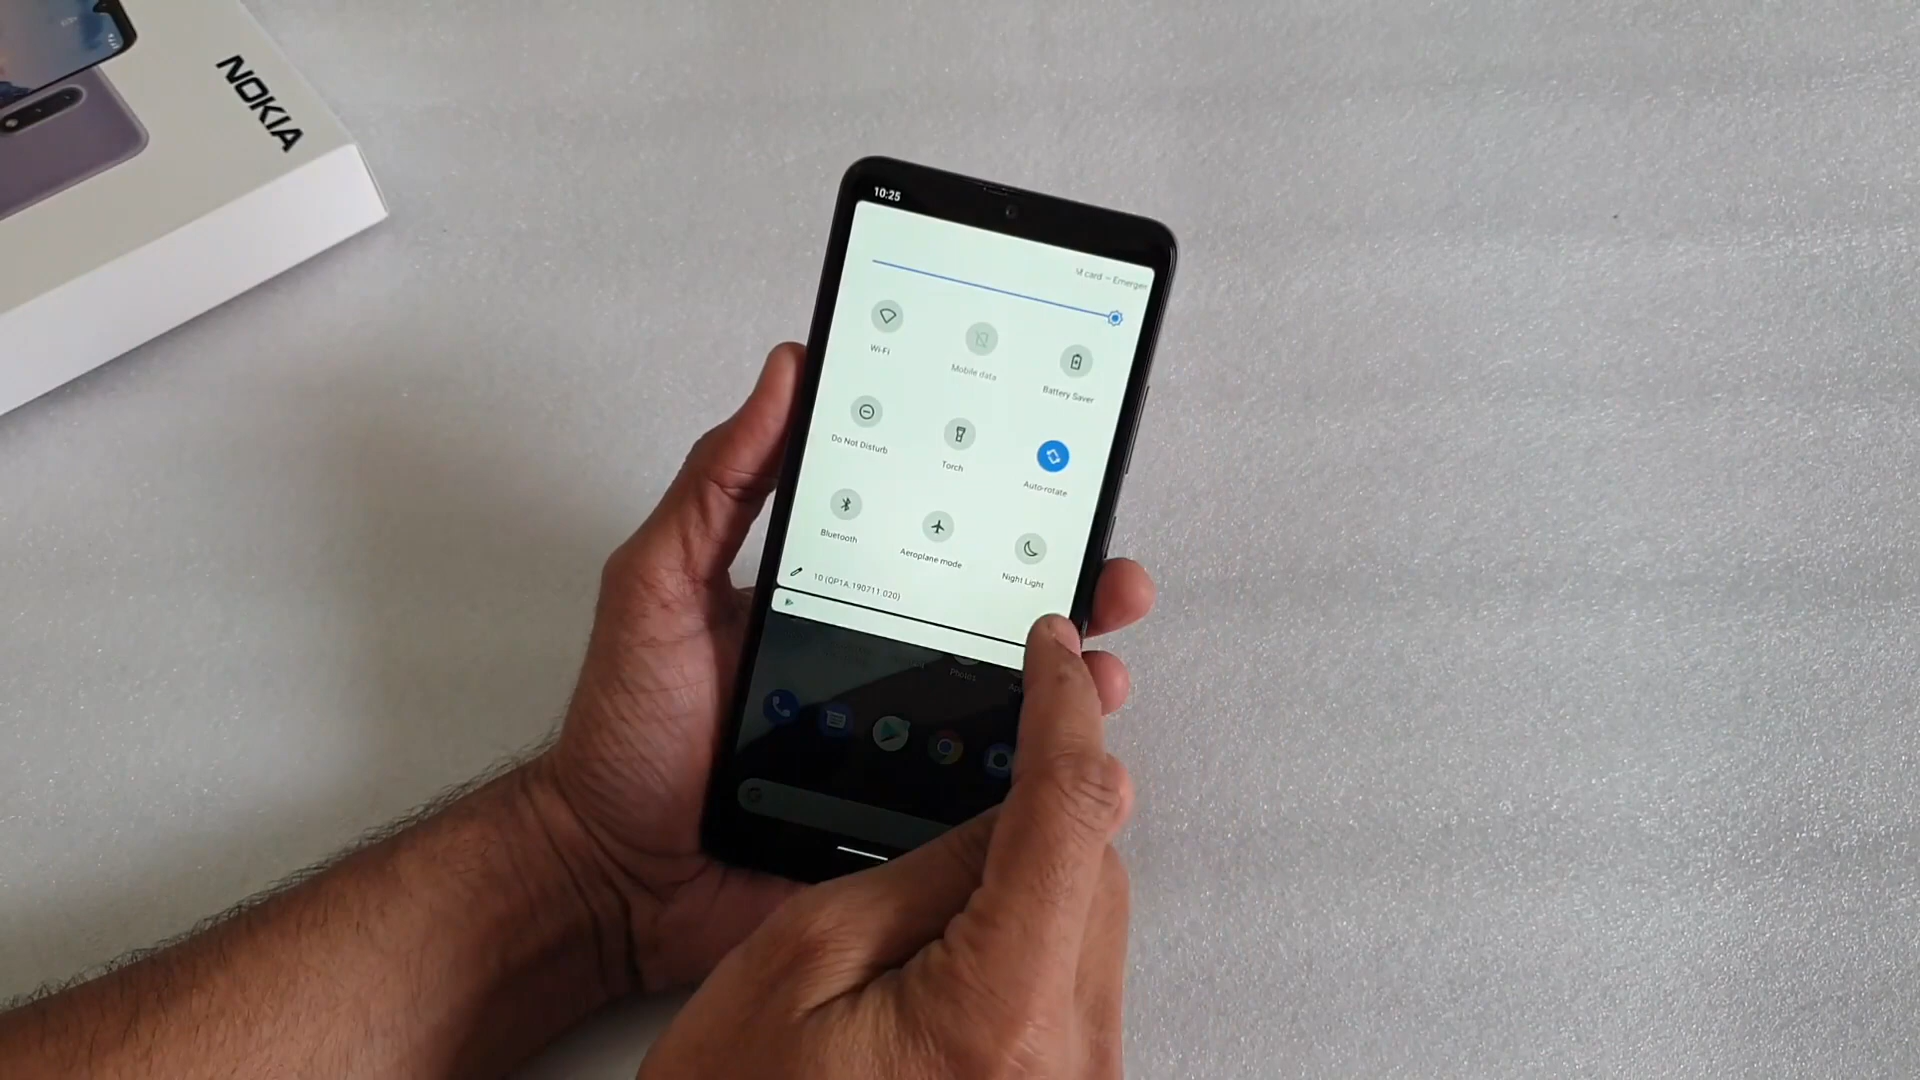 NOKIA
10:25
M card – Emergen
Wi-Fi
Mobile data
Battery Saver
Do Not Disturb
Torch
Auto-rotate
Bluetooth
Aeroplane mode
Night Light
10 (QP1A.190711.020)
Photos